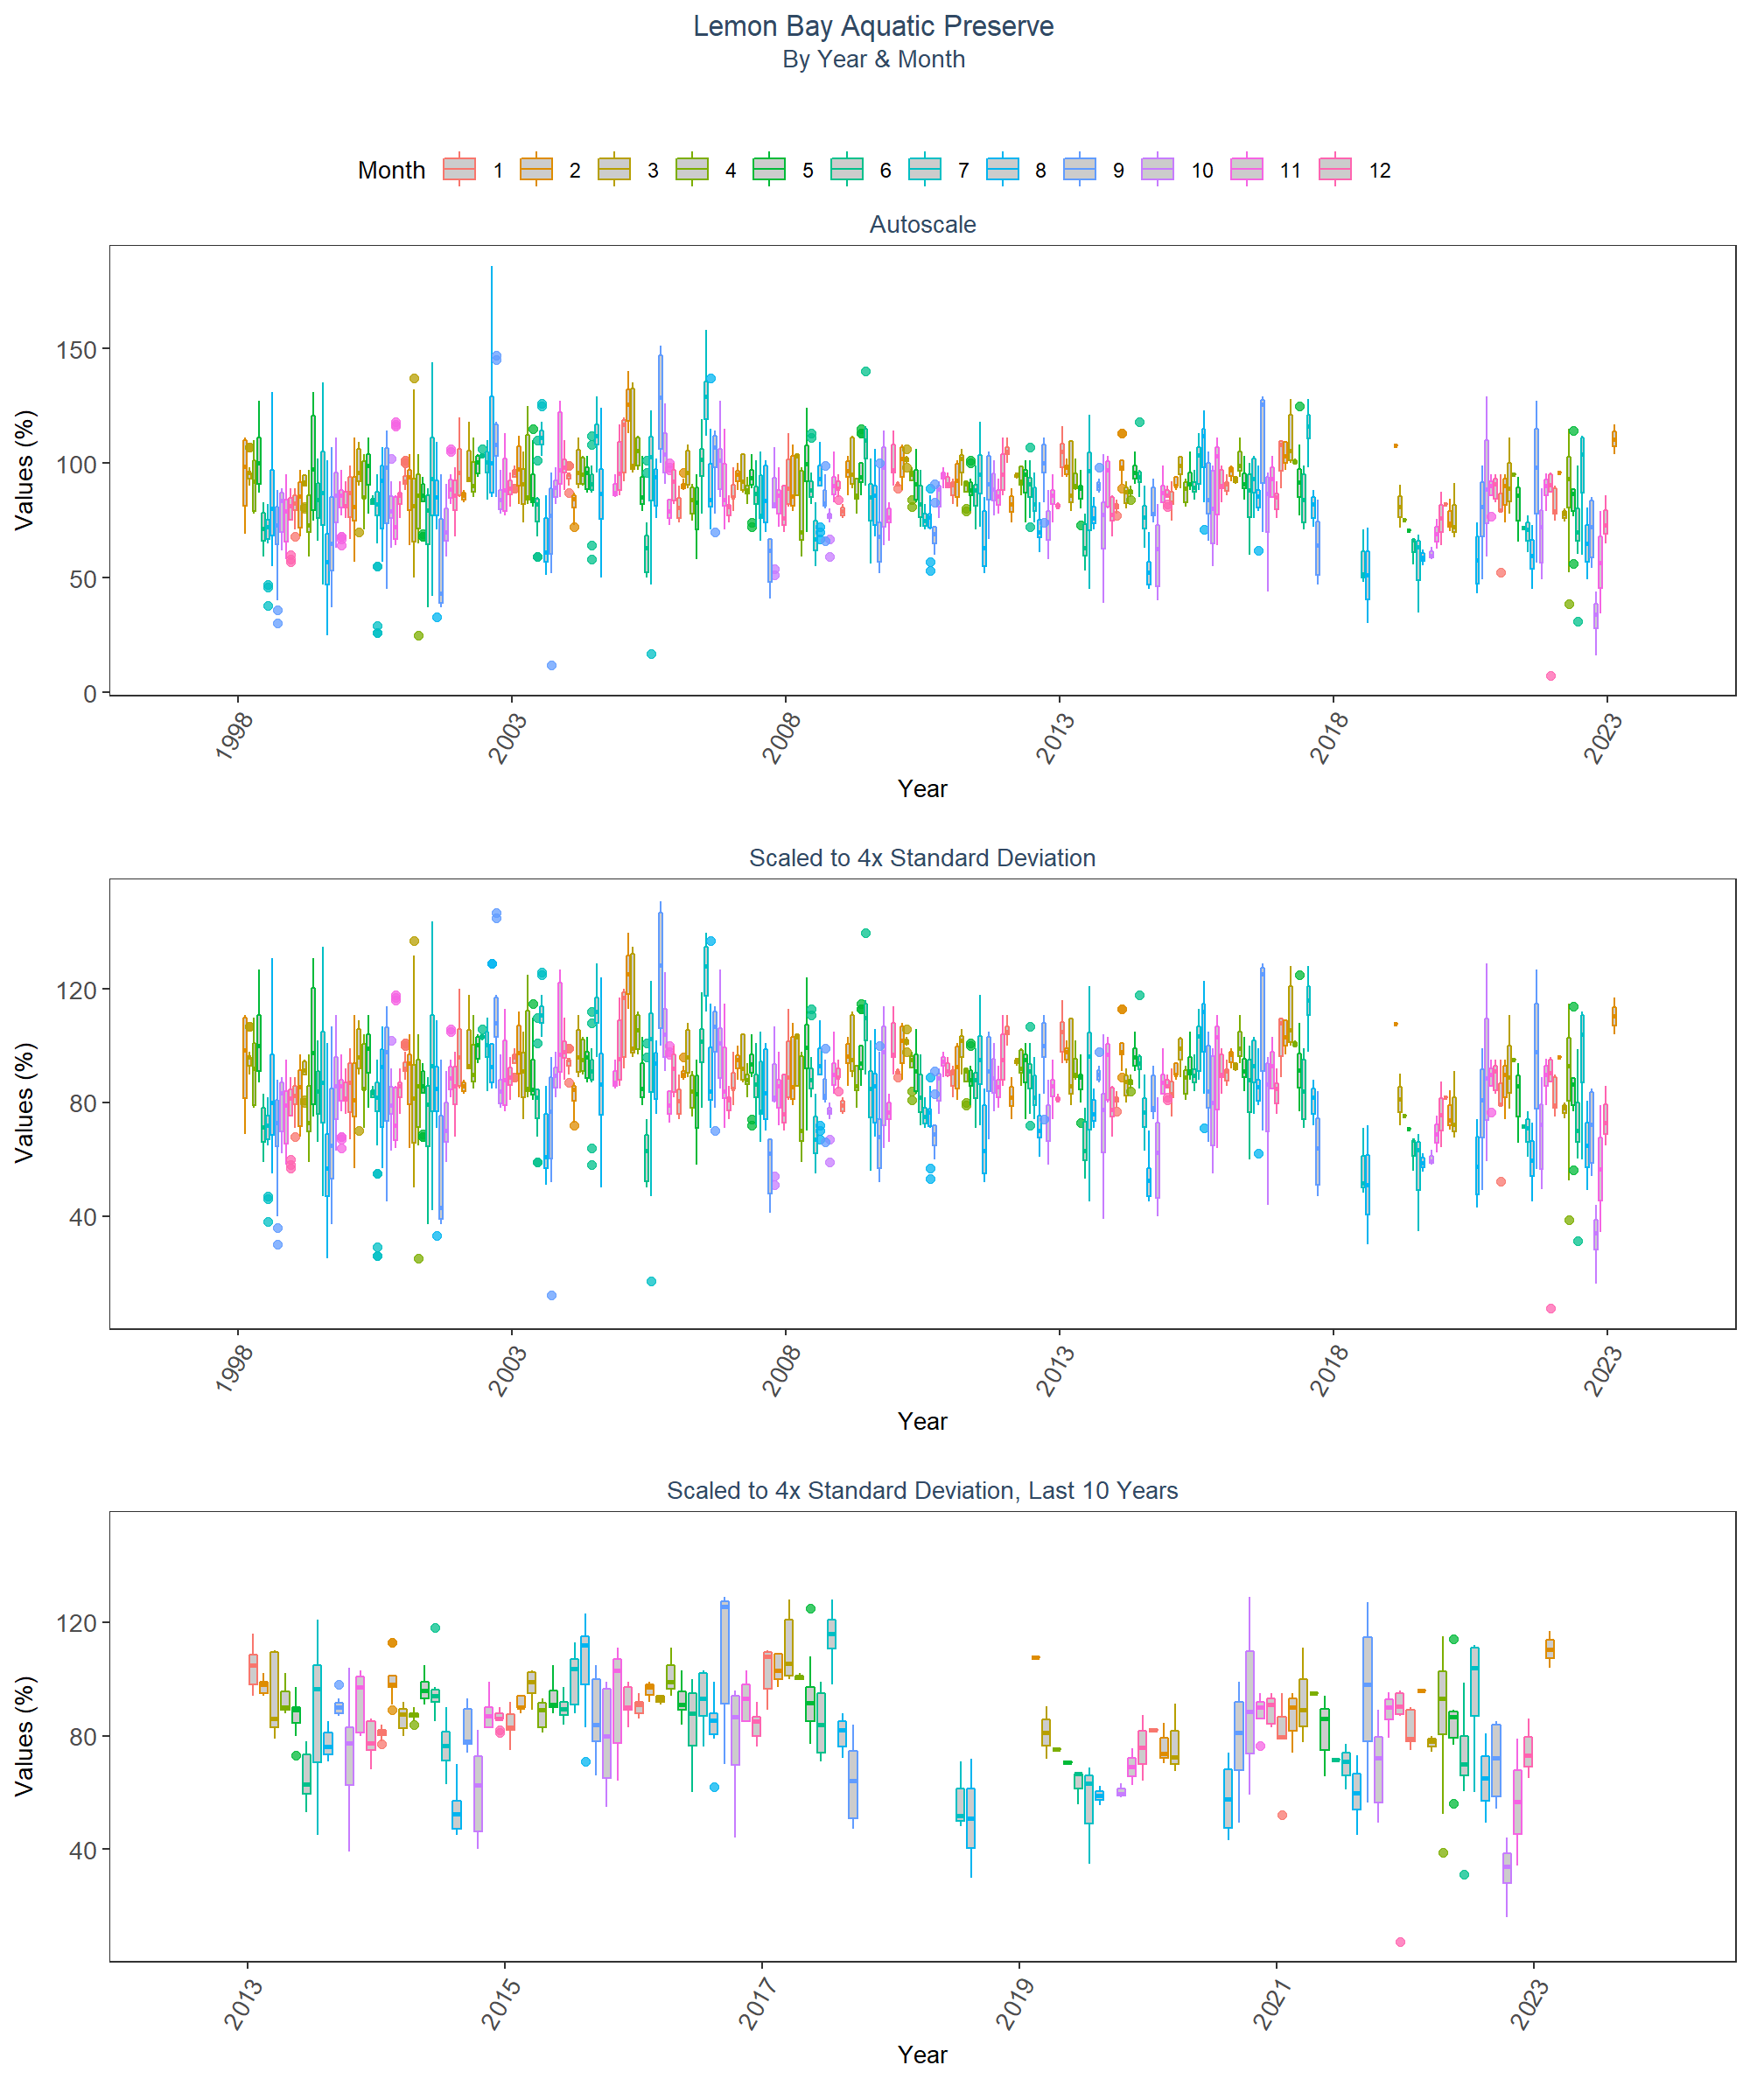 Lemon Bay Aquatic Preserve
By Year & Month
Month 1 2 3 4 5 6 7 8 9 10 11 12
Autoscale
Values (%)
150
100
50
0
1998 2003 2008 2013 2018 2023
Year
Scaled to 4x Standard Deviation
Values (%)
120
80
40
1998 2003 2008 2013 2018 2023
Year
Scaled to 4x Standard Deviation, Last 10 Years
Values (%)
120
80
40
2013 2015 2017 2019 2021 2023
Year